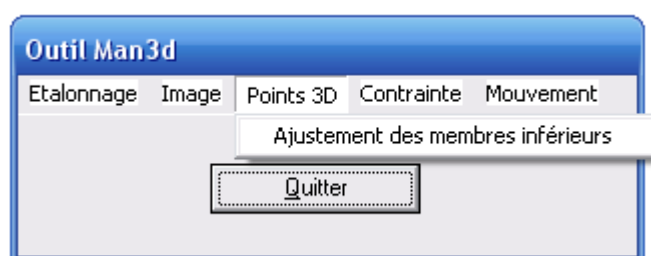 Outil Man3d
Etalonnage Image Points 3D Contrainte Mouvement
Ajustement des membres inférieurs
Quitter